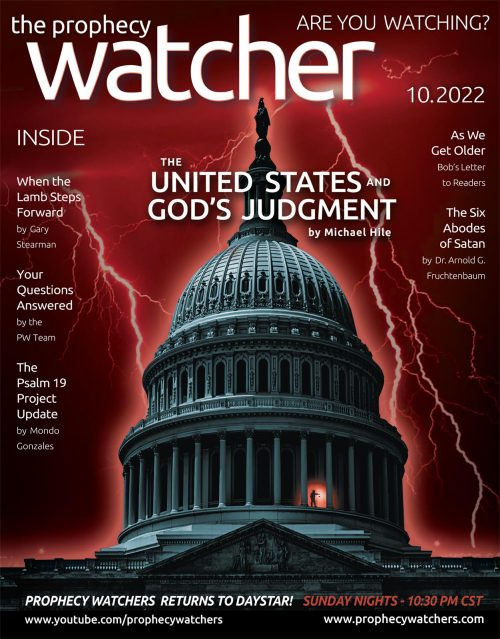 the prophecy
watcher
ARE YOU WATCHING?
10.2022
INSIDE
When the
Lamb Steps
Forward
by Gary
Stearman
Your
Questions
Answered
by the
PW Team
The
Psalm 19
Project
Update
by Mondo
Gonzales
THE
UNITED STATES AND
GOD'S JUDGMENT
by Michael Hile
As We
Get Older
Bob's Letter
to Readers
The Six
Abodes
of Satan
by Dr. Arnold G.
Fruchtenbaum
PROPHECY WATCHERS RETURNS TO DAYSTAR! SUNDAY NIGHTS - 10:30 PM CST
www.youtube.com/prophecywatchers www.prophecywatchers.com